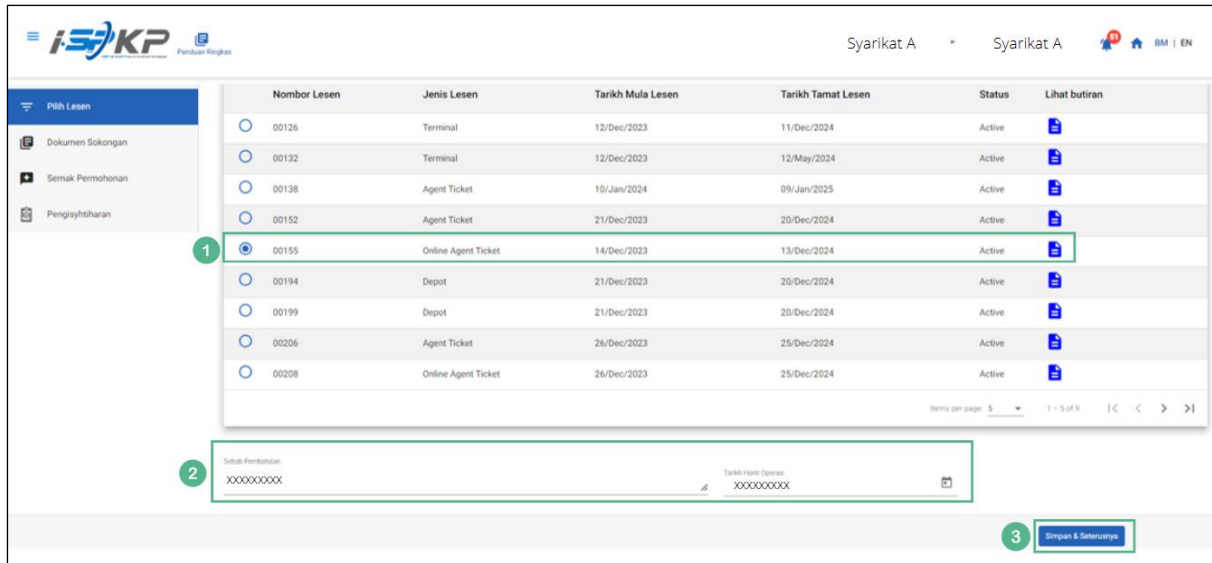 i-SPKP
Panduan Ringkas
Syarikat A
Syarikat A
51
BM | EN
Pilih Lesen
Dokumen Sokongan
Semak Permohonan
Pengisyhtiharan
Nombor Lesen Jenis Lesen Tarikh Mula Lesen Tarikh Tamat Lesen Status Lihat butiran
00126 Terminal 12/Dec/2023 11/Dec/2024 Active
00132 Terminal 12/Dec/2023 12/May/2024 Active
00138 Agent Ticket 10/Jan/2024 09/Jan/2025 Active
00152 Agent Ticket 21/Dec/2023 20/Dec/2024 Active
1 00155 Online Agent Ticket 14/Dec/2023 13/Dec/2024 Active
00194 Depot 21/Dec/2023 20/Dec/2024 Active
00199 Depot 21/Dec/2023 20/Dec/2024 Active
00206 Agent Ticket 26/Dec/2023 25/Dec/2024 Active
00208 Online Agent Ticket 26/Dec/2023 25/Dec/2024 Active
Items per page: 5 1 – 5 of 9
2
Sebab Pembatalan
XXXXXXXXX
Tarikh Henti Operasi
XXXXXXXXX
3 Simpan & Seterusnya